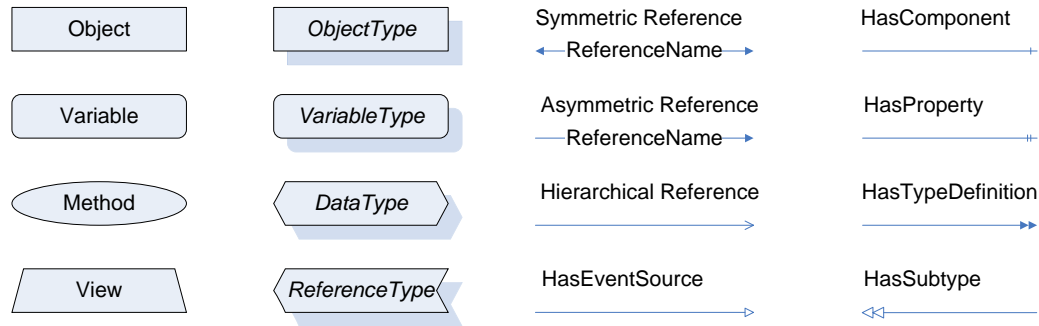 Object
ObjectType
Symmetric Reference
HasComponent
ReferenceName
Variable
VariableType
Asymmetric Reference
HasProperty
ReferenceName
Method
DataType
Hierarchical Reference
HasTypeDefinition
View
ReferenceType
HasEventSource
HasSubtype